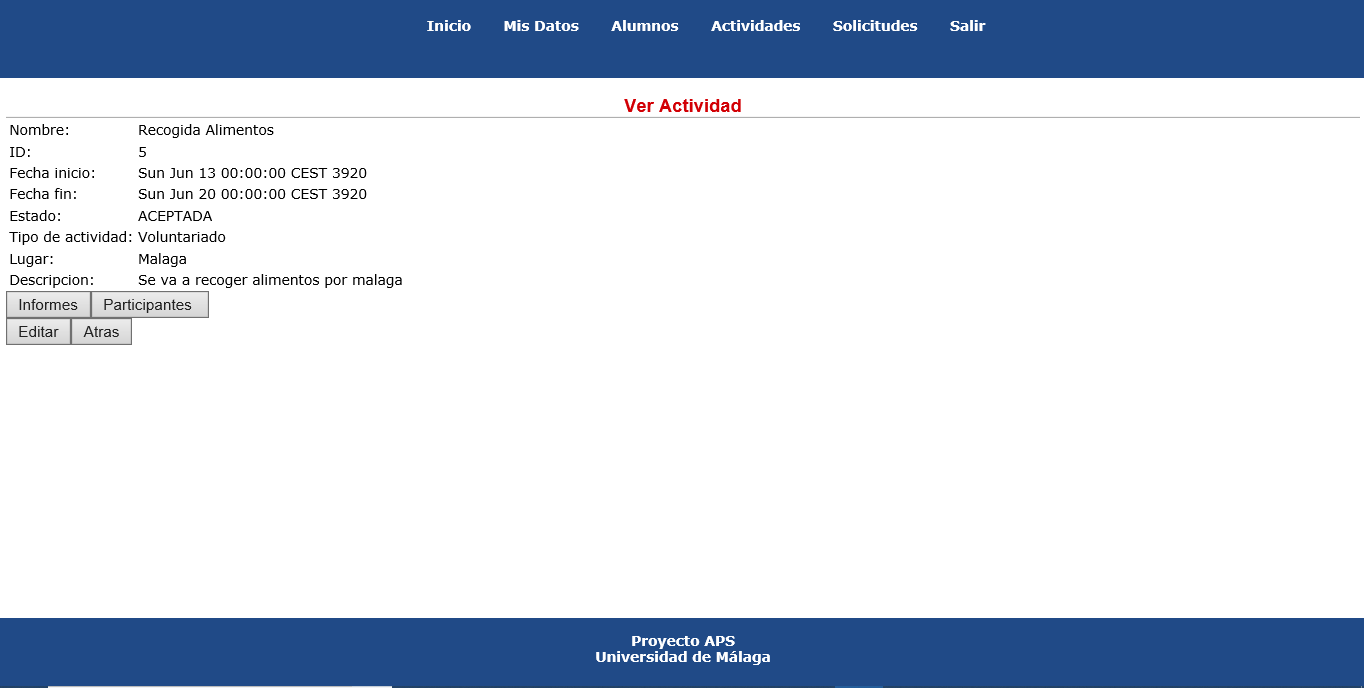 Inicio Mis Datos Alumnos Actividades Solicitudes Salir
Ver Actividad
Nombre: Recogida Alimentos
ID: 5
Fecha inicio: Sun Jun 13 00:00:00 CEST 3920
Fecha fin: Sun Jun 20 00:00:00 CEST 3920
Estado: ACEPTADA
Tipo de actividad: Voluntariado
Lugar: Malaga
Descripcion: Se va a recoger alimentos por malaga
Informes Participantes
Editar Atras
Proyecto APS
Universidad de Málaga